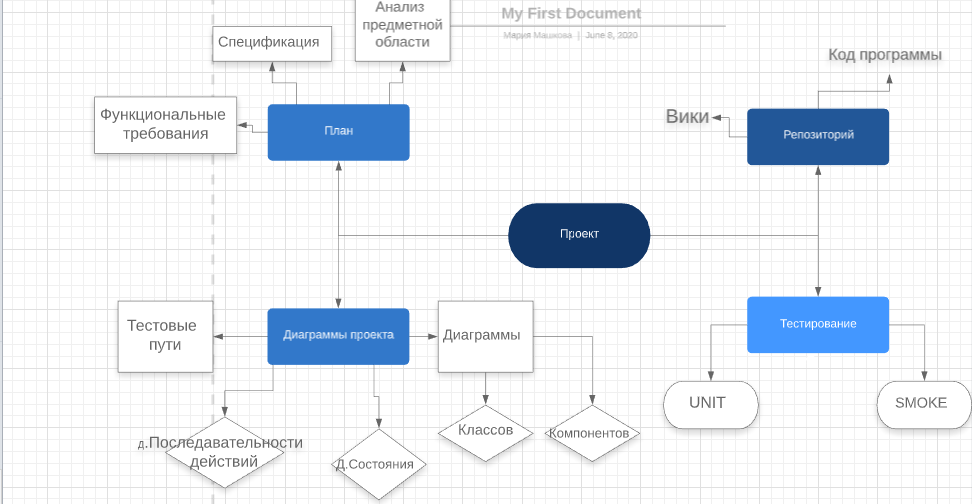 Анализ
предметной
области
My First Document
Мария Машкова | June 8, 2020
Спецификация
Код программы
Функциональные
требования
План
Вики
Репозиторий
Проект
Тестовые
пути
Диаграммы проекта
Диаграммы
Тестирование
UNIT
SMOKE
Классов
Компонентов
д.Последавательности
действий
Д.Состояния